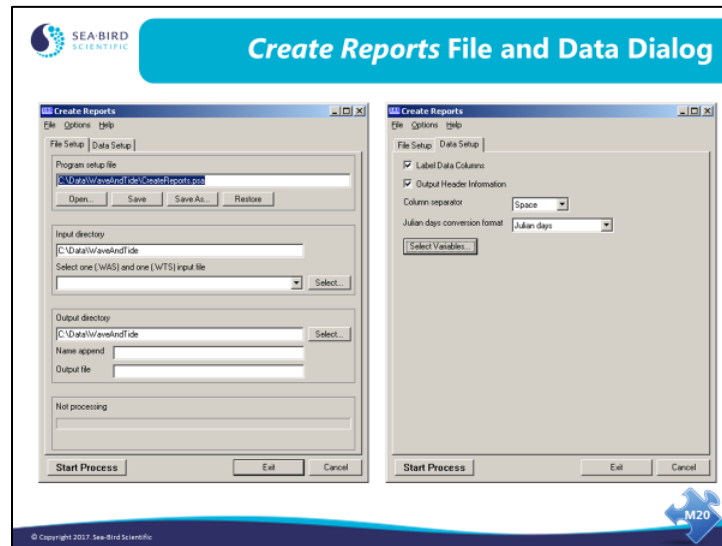 SEA·BIRD
SCIENTIFIC
Create Reports File and Data Dialog
Create Reports
File Options Help
File Setup Data Setup
Program setup file
C:\Data\WaveAndTide\CreateReports.psa
Open... Save Save As... Restore
Input directory
C:\Data\WaveAndTide
Select one (.WAS) and one (.WTS) input file
Select...
Output directory
C:\Data\WaveAndTide
Select...
Name append
Output file
Not processing
Start Process Exit Cancel
Create Reports
File Options Help
File Setup Data Setup
Label Data Columns
Output Header Information
Column separator Space
Julian days conversion format Julian days
Select Variables...
Start Process Exit Cancel
M20
© Copyright 2017. Sea-Bird Scientific